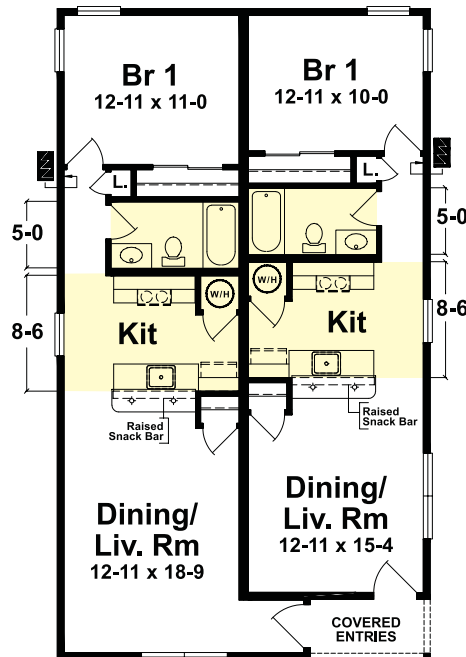 Br 1
12-11 x 11-0
Br 1
12-11 x 10-0
L.
L.
5-0
5-0
W/H
W/H
8-6
8-6
Kit
Kit
Raised
Snack Bar
Raised
Snack Bar
Dining/
Liv. Rm
12-11 x 18-9
Dining/
Liv. Rm
12-11 x 15-4
COVERED
ENTRIES